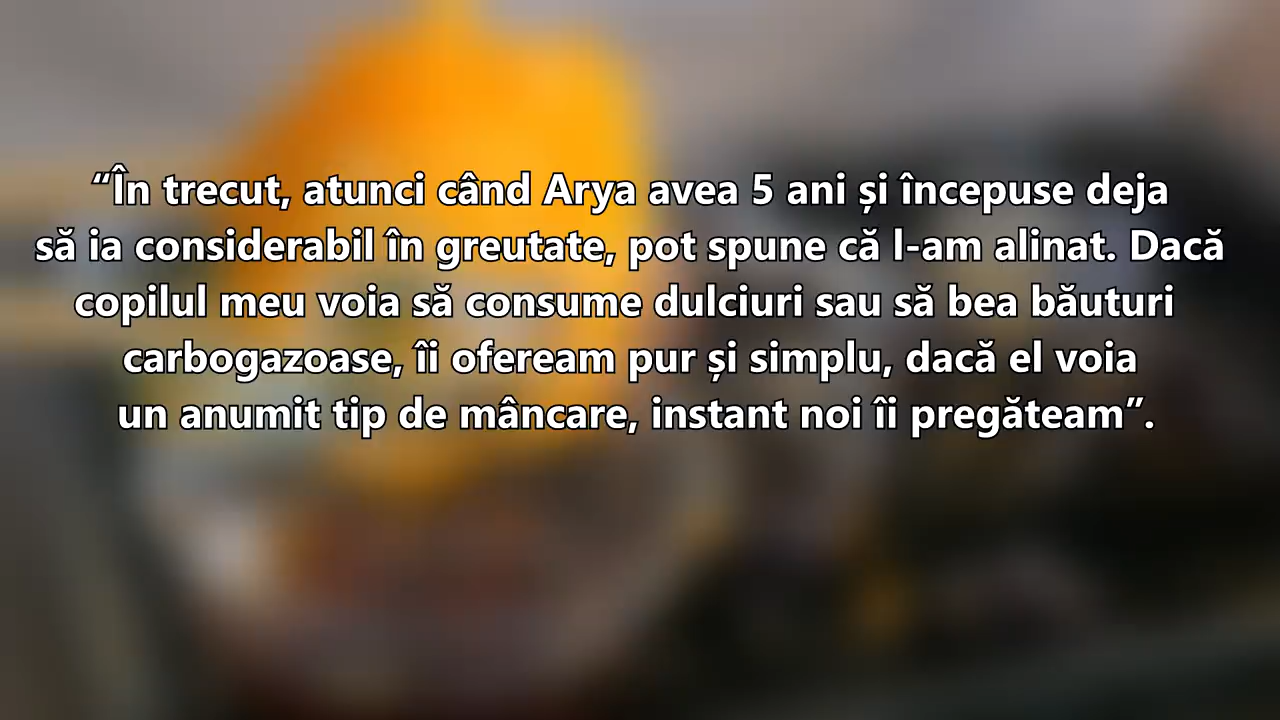 “În trecut, atunci când Arya avea 5 ani și începuse deja
să ia considerabil în greutate, pot spune că l-am alinat. Dacă
copilul meu voia să consume dulciuri sau să bea băuturi
carbogazoase, îi ofeream pur și simplu, dacă el voia
un anumit tip de mâncare, instant noi îi pregăteam”.